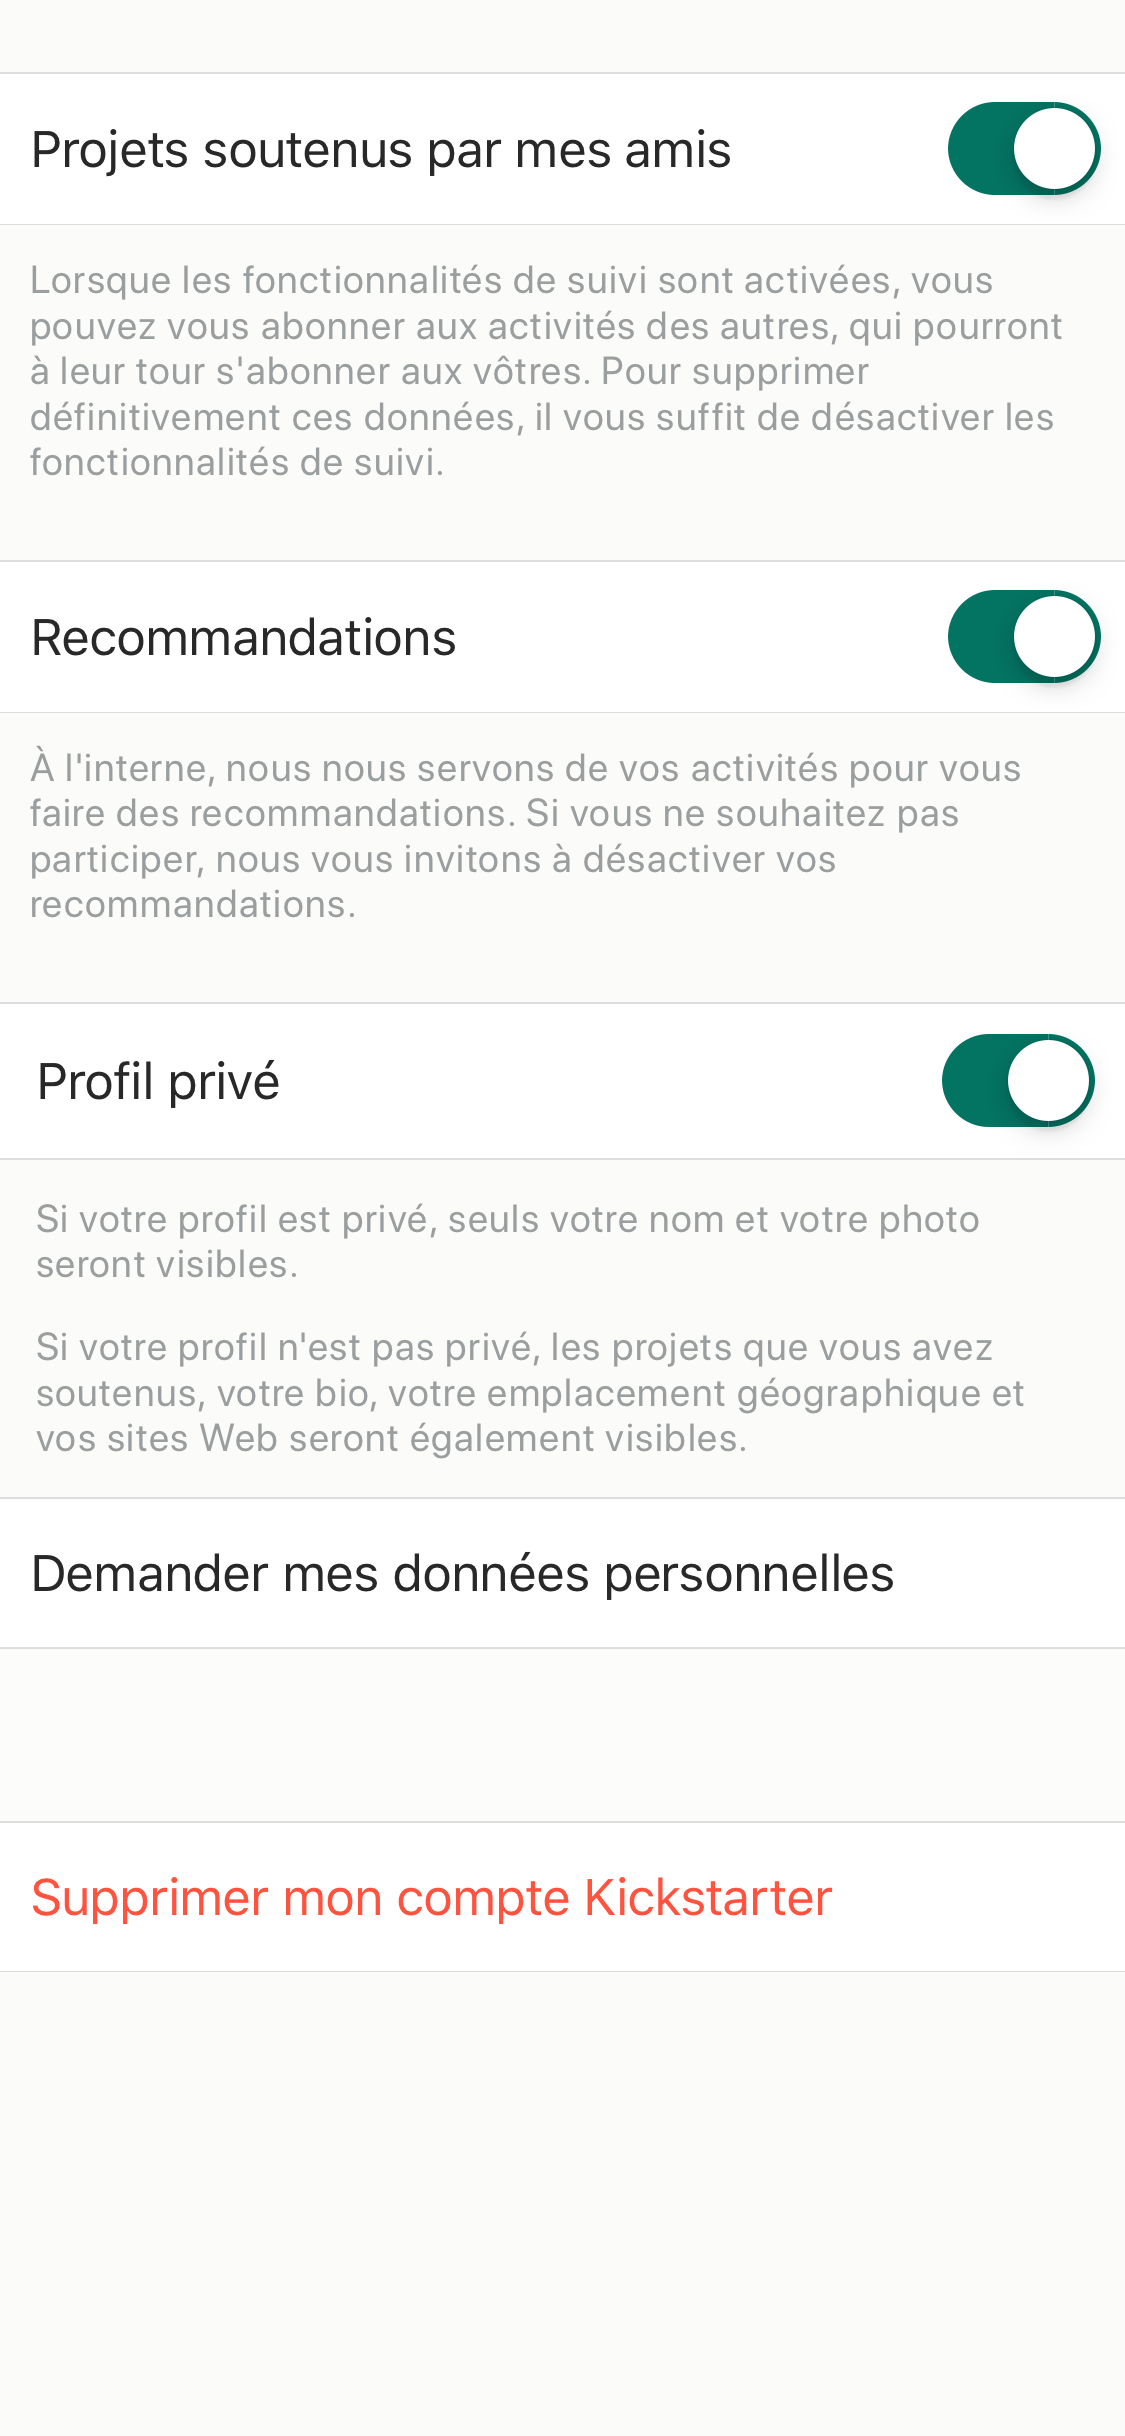 Projets soutenus par mes amis
Lorsque les fonctionnalités de suivi sont activées, vous
pouvez vous abonner aux activités des autres, qui pourront
à leur tour s'abonner aux vôtres. Pour supprimer
définitivement ces données, il vous suffit de désactiver les
fonctionnalités de suivi.
Recommandations
À l'interne, nous nous servons de vos activités pour vous
faire des recommandations. Si vous ne souhaitez pas
participer, nous vous invitons à désactiver vos
recommandations.
Profil privé
Si votre profil est privé, seuls votre nom et votre photo
seront visibles.
Si votre profil n'est pas privé, les projets que vous avez
soutenus, votre bio, votre emplacement géographique et
vos sites Web seront également visibles.
Demander mes données personnelles
Supprimer mon compte Kickstarter